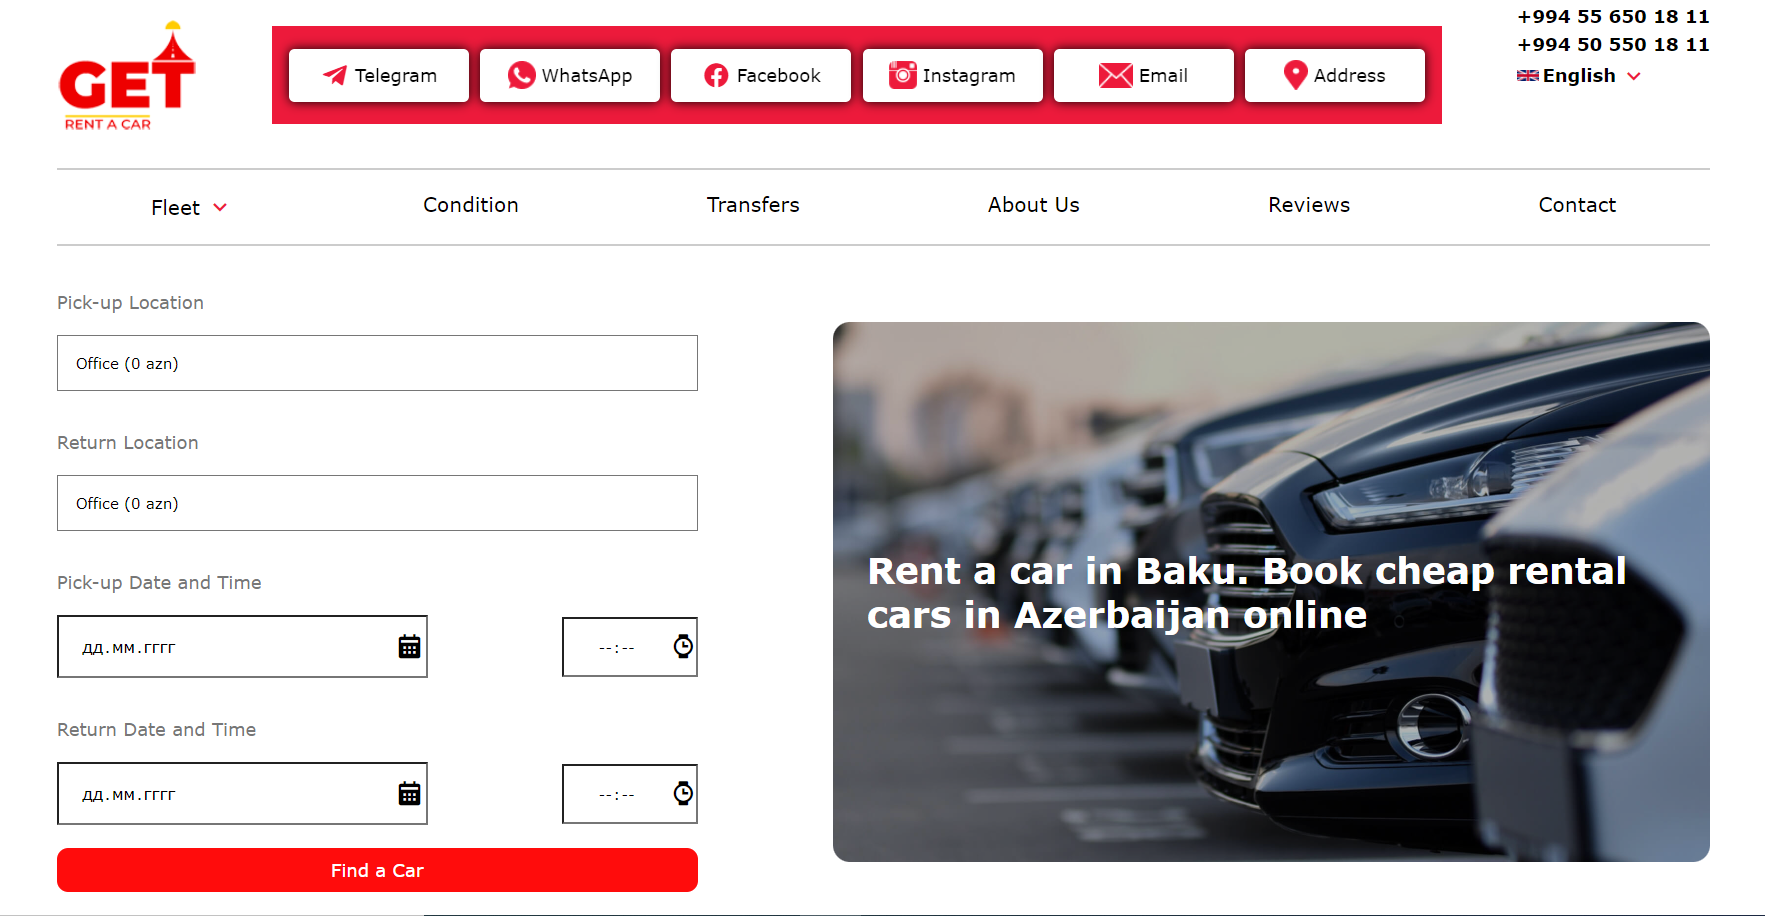 GET
RENT A CAR
Telegram
WhatsApp
Facebook
Instagram
Email
Address
+994 55 650 18 11
+994 50 550 18 11
English
Fleet
Condition
Transfers
About Us
Reviews
Contact
Pick-up Location
Office (0 azn)
Return Location
Office (0 azn)
Pick-up Date and Time
дд.мм.гггг
--:--
Return Date and Time
дд.мм.гггг
--:--
Find a Car
Rent a car in Baku. Book cheap rental
cars in Azerbaijan online